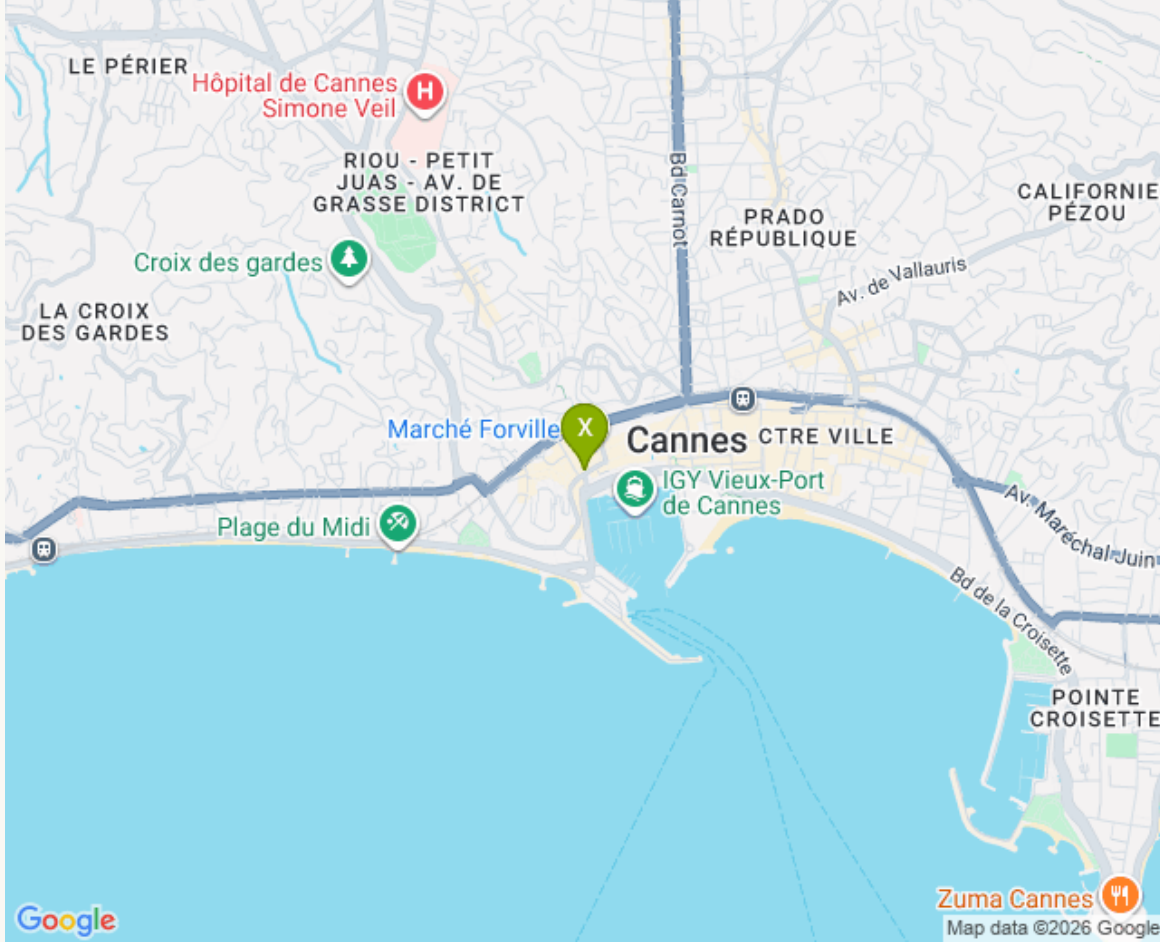 LE PÉRIER
Hôpital de Cannes
Simone Veil
H
RIOU - PETIT
JUAS - AV. DE
GRASSE DISTRICT
Bd Carnot
CALIFORNIE
PÉZOU
PRADO
RÉPUBLIQUE
Croix des gardes
Av. de Vallauris
LA CROIX
DES GARDES
Marché Forville
X
Cannes
CTRE VILLE
IGY Vieux-Port
de Cannes
Plage du Midi
Av. Maréchal Juin
Bd de la Croisette
POINTE
CROISETTE
Zuma Cannes
Google
Map data ©2026 Google